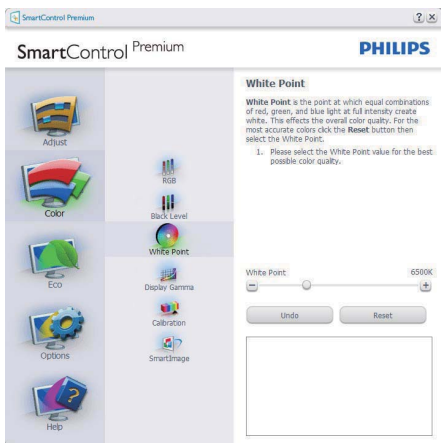 SmartControl Premium
SmartControl Premium
PHILIPS
Adjust
Color
Eco
Options
Help
RGB
Black Level
White Point
Display Gamma
Calibration
SmartImage
White Point
White Point is the point at which equal combinations
of red, green, and blue light at full intensity create
white. This effects the overall color quality. For the
most accurate colors click the Reset button then
select the White Point.
1. Please select the White Point value for the best
possible color quality.
White Point 6500K
Undo Reset